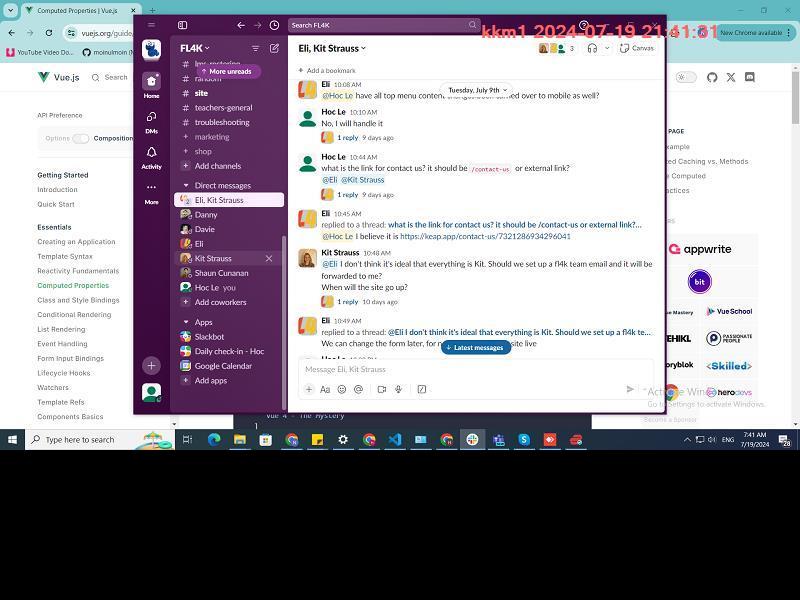 Computed Properties | Vue.js
vuejs.org/guide/
New Chrome available
YouTube Video Do...
moinulmoin (
kkm1 2024-07-19 21:41:31
Vue.js
Search
API Preference
Options
Composition
Getting Started
Introduction
Quick Start
Essentials
Creating an Application
Template Syntax
Reactivity Fundamentals
Computed Properties
Class and Style Bindings
Conditional Rendering
List Rendering
Event Handling
Form Input Bindings
Lifecycle Hooks
Watchers
Template Refs
Components Basics
Home
DMs
Activity
More
FL4K
More unreads
random
site
teachers-general
troubleshooting
marketing
shop
Add channels
Direct messages
Eli, Kit Strauss
Danny
Davie
Eli
Kit Strauss
Shaun Cunanan
Hoc Le you
Add coworkers
Apps
Slackbot
Daily check-in - Hoc
Google Calendar
Add apps
Search FL4K
Eli, Kit Strauss
3
Canvas
Add a bookmark
Tuesday, July 9th
Eli 10:08 AM
@Hoc Le have all top menu content changes been carried over to mobile as well?
Hoc Le 10:10 AM
No, I will handle it
1 reply 9 days ago
Hoc Le 10:44 AM
what is the link for contact us? it should be /contact-us or external link?
@Eli @Kit Strauss
1 reply 9 days ago
Eli 10:45 AM
replied to a thread: what is the link for contact us? it should be /contact-us or external link?...
@Hoc Le I believe it is https://keap.app/contact-us/7321286934296041
Kit Strauss 10:48 AM
@Eli I don't think it's ideal that everything is Kit. Should we set up a fl4k team email and it will be
forwarded to me?
When will the site go up?
1 reply 10 days ago
Eli 10:49 AM
replied to a thread: @Eli I don't think it's ideal that everything is Kit. Should we set up a fl4k te...
We can change the form later, for
site live
Latest messages
Message Eli, Kit Strauss
PAGE
xample
ted Caching vs. Methods
e Computed
actices
appwrite
bit
se Mastery
VueSchool
EHIKL
PASSIONATE PEOPLE
oryblok
<Skilled/>
herodevs
Activate Win
Go to Settings to activate Windows.
Become a Sponsor
Vue 4 - The Mystery
Type here to search
ENG
7:41 AM
7/19/2024
28